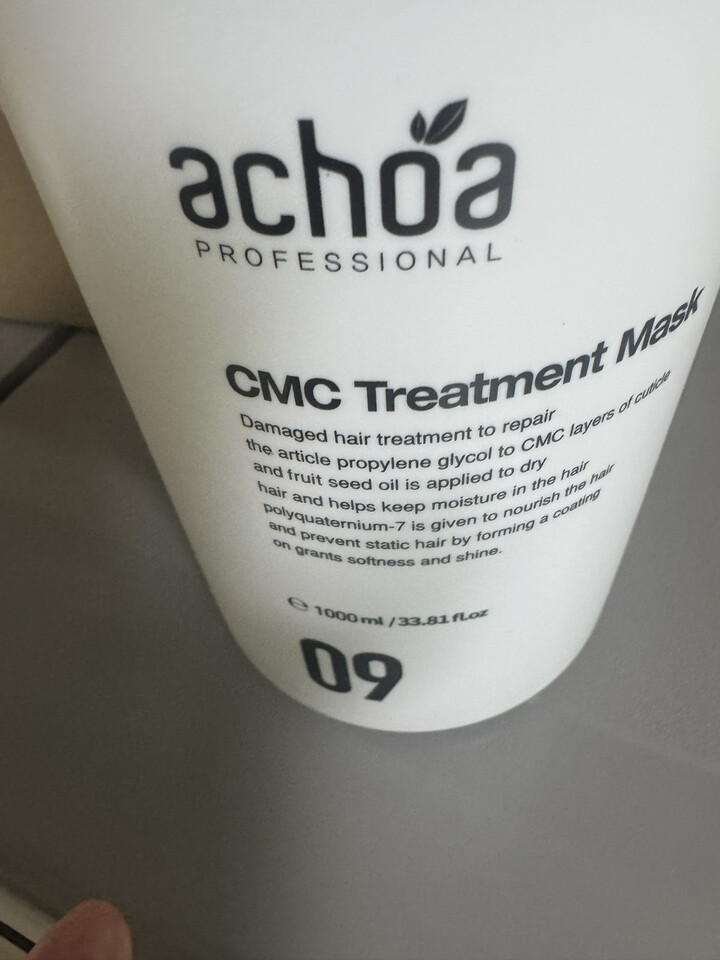 achoa
PROFESSIONAL
CMC Treatment Mask
Damaged hair treatment to repair
the article propylene glycol to CMC layers of cuticle
and fruit seed oil is applied to dry
hair and helps keep moisture in the hair
polyquaternium-7 is given to nourish the hair
and prevent static hair by forming a coating
on grants softness and shine.
℮ 1000 ml / 33.81 fl.oz
09